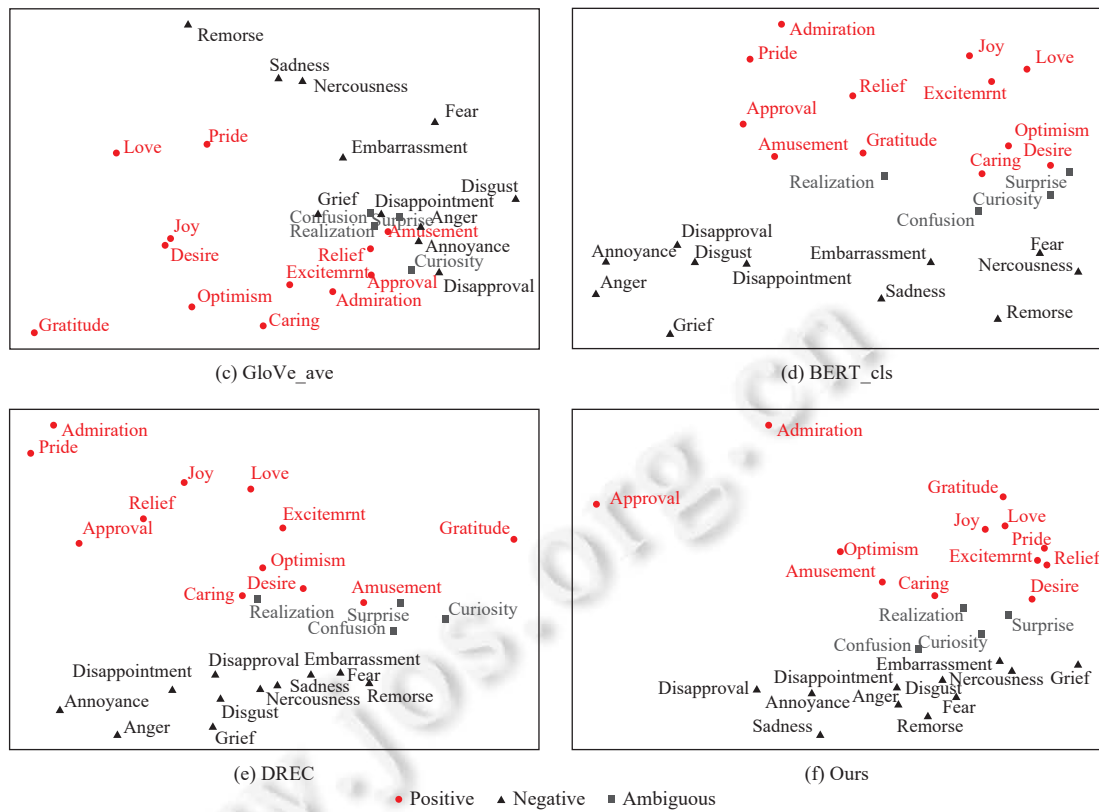 Remorse
Sadness
Nercousness
Fear
Love
Pride
Embarrassment
Disgust
Grief
Disappointment
Confusion
Surprise
Anger
Realization
Amusement
Joy
Desire
Annoyance
Relief
Curiosity
Excitemrnt
Approval
Disapproval
Optimism
Admiration
Gratitude
Caring
(c) GloVe_ave
Admiration
Pride
Joy
Love
Relief
Excitemrnt
Approval
Optimism
Amusement
Gratitude
Desire
Caring
Realization
Surprise
Curiosity
Confusion
Disapproval
Annoyance
Disgust
Embarrassment
Fear
Disappointment
Nercousness
Anger
Sadness
Remorse
Grief
(d) BERT_cls
Admiration
Pride
Joy
Love
Relief
Approval
Excitemrnt
Gratitude
Optimism
Desire
Caring
Amusement
Realization
Surprise
Curiosity
Confusion
Disappointment
Disapproval
Embarrassment
Fear
Sadness
Remorse
Annoyance
Nercousness
Disgust
Anger
Grief
(e) DREC
Admiration
Approval
Gratitude
Joy
Love
Pride
Optimism
Excitemrnt
Relief
Amusement
Caring
Desire
Realization
Surprise
Confusion
Curiosity
Embarrassment
Grief
Disappointment
Nercousness
Disapproval
Annoyance
Anger
Disgust
Fear
Sadness
Remorse
(f) Ours
Positive Negative Ambiguous
www.jos.org.cn